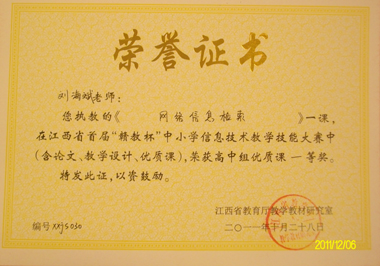 荣誉证书
刘海斌老师:
您执教的《 网络信息检索 》一课,
在江西省首届“赣教杯”中小学信息技术教学技能大赛中
(含论文、教学设计、优质课),荣获高中组优质课 一 等奖。
特发此证,以资鼓励。
江西省教育厅教学教材研究室
编号 xxjs030
二〇一一年十月二十八日
2011/12/06